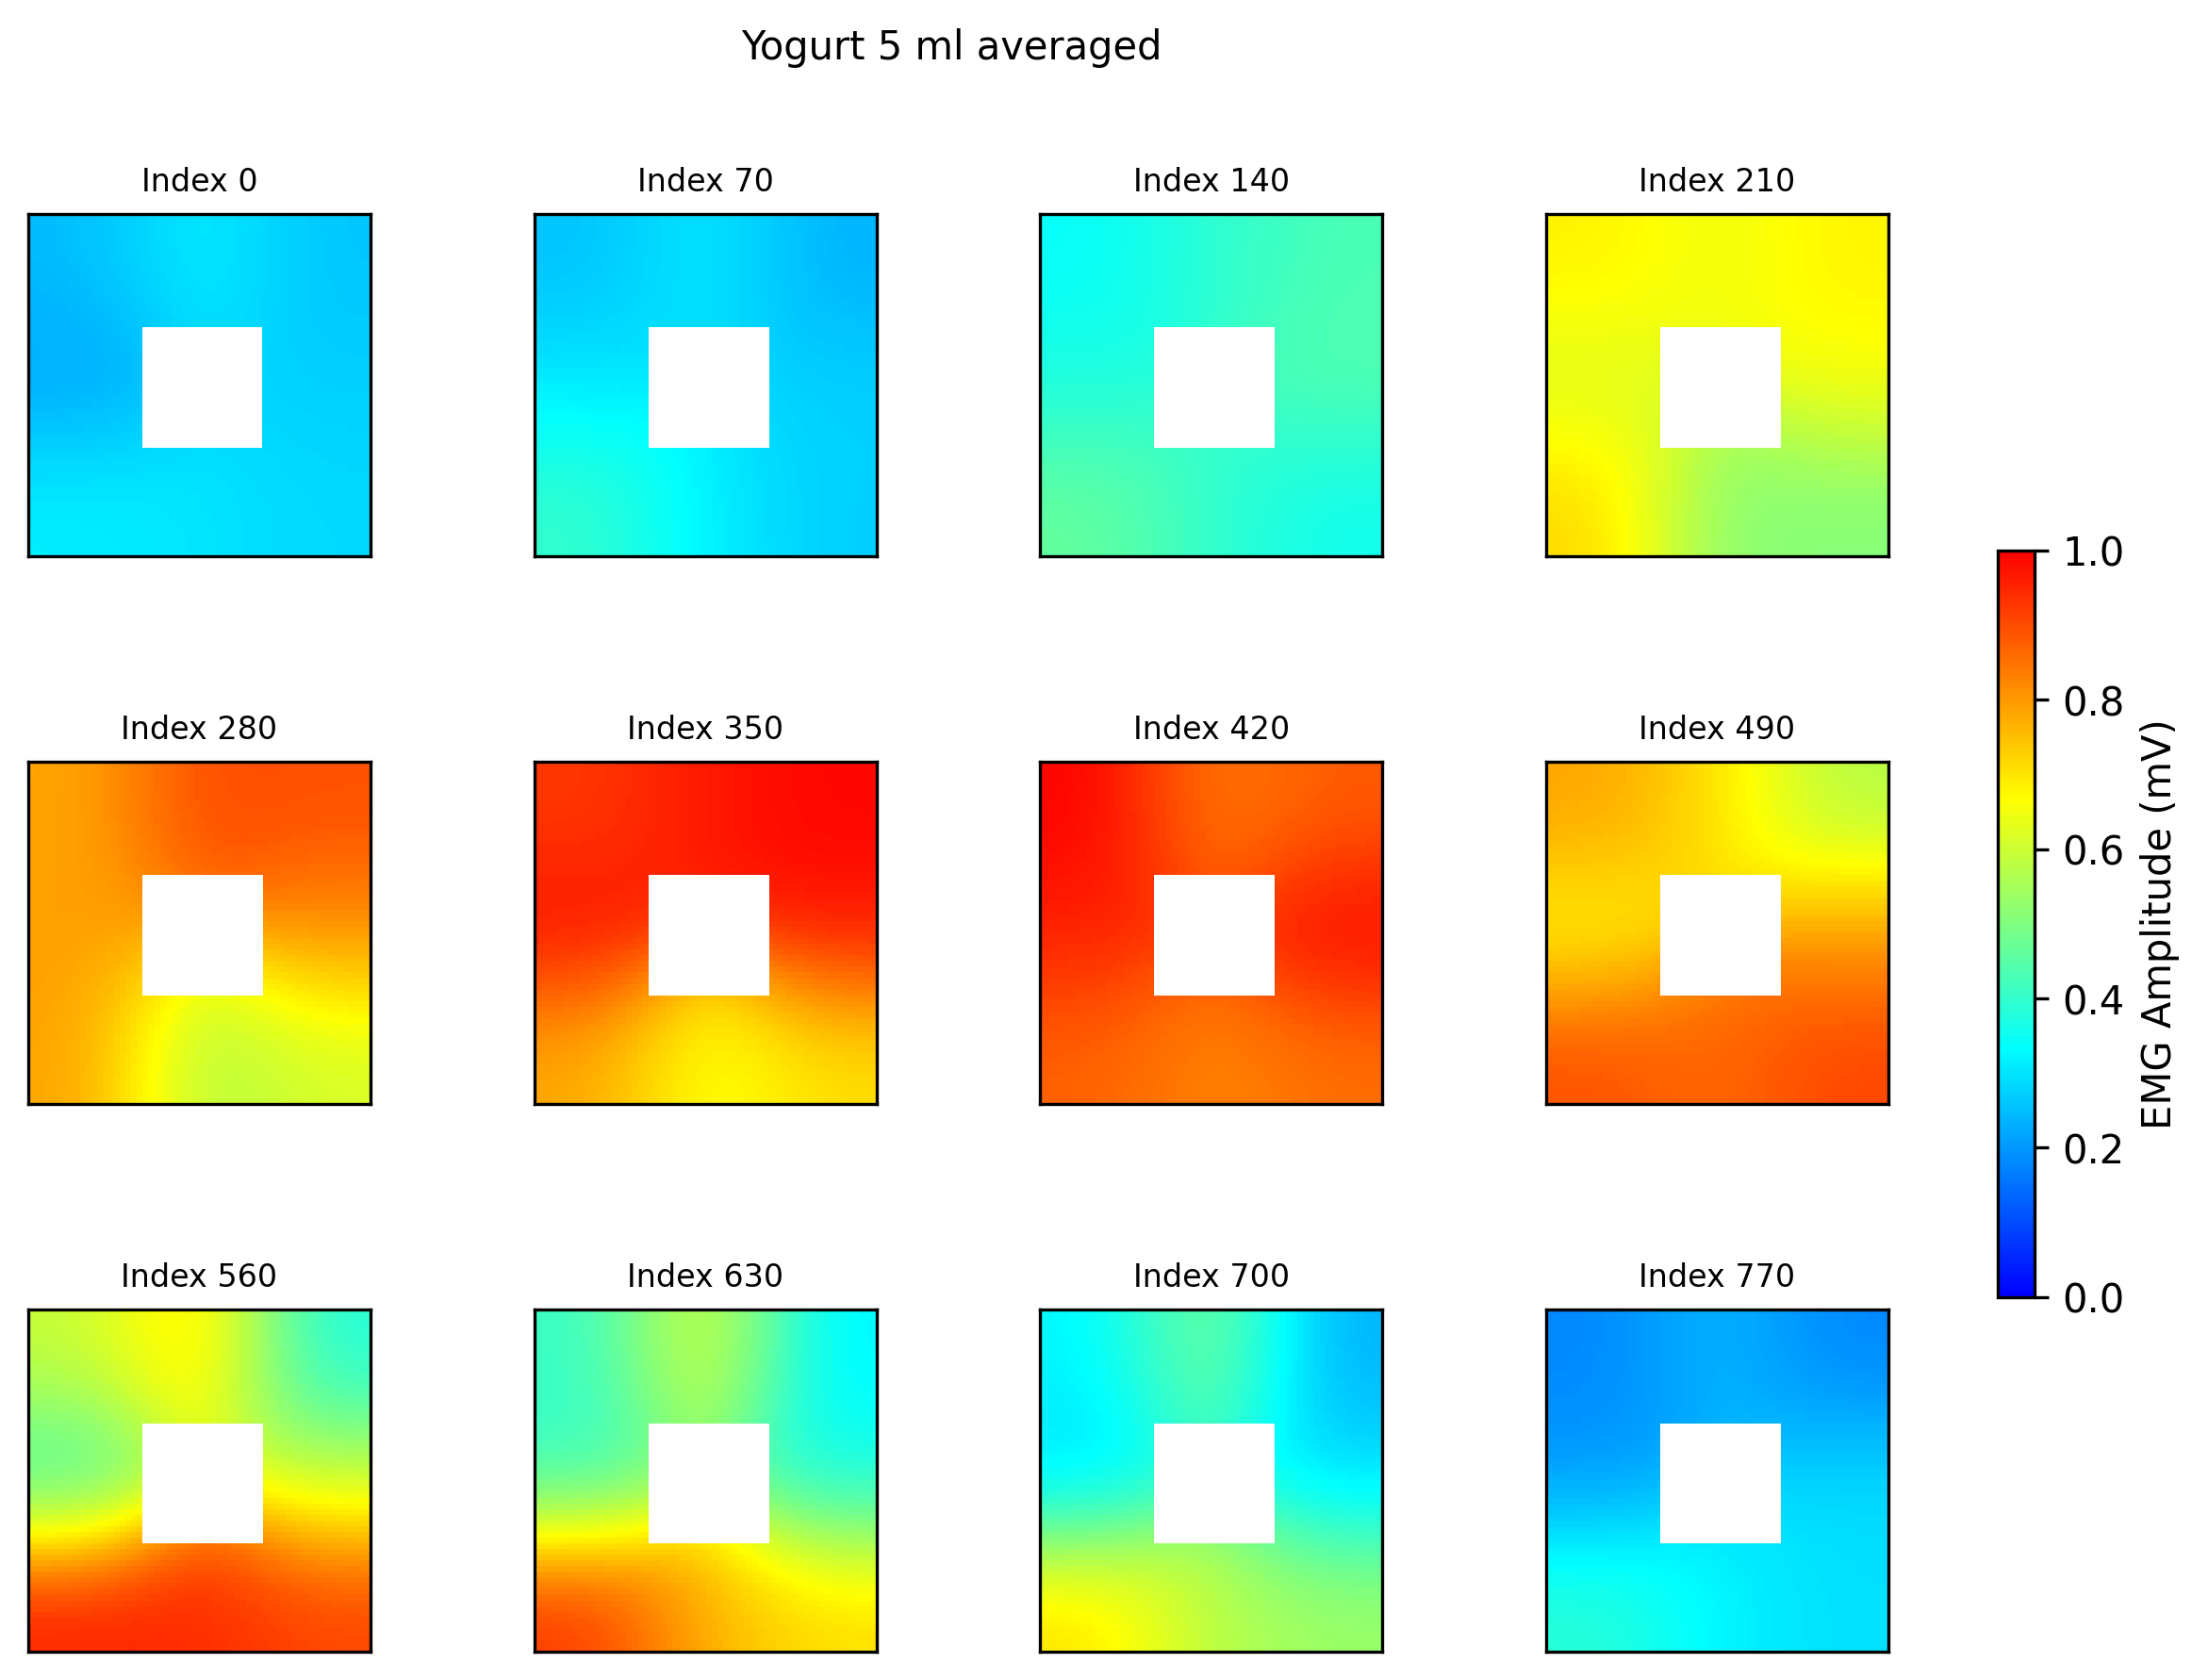 Yogurt 5 ml averaged
Index 0
Index 70
Index 140
Index 210
Index 280
Index 350
Index 420
Index 490
Index 560
Index 630
Index 700
Index 770
1.0
0.8
0.6
0.4
0.2
0.0
EMG Amplitude (mV)